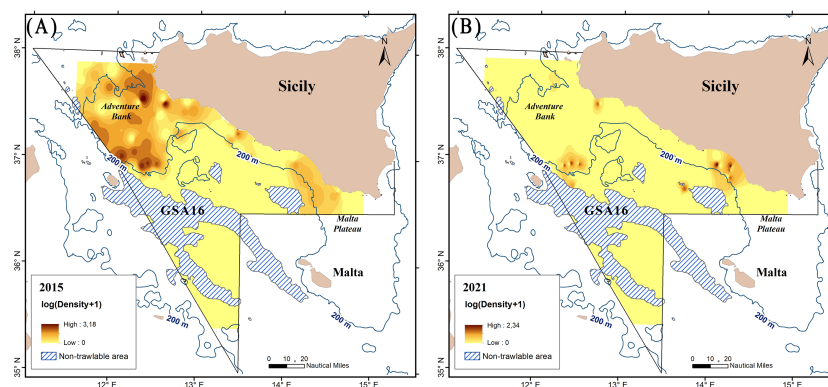 (A)
38° N
37° N
36° N
35° N
N
Sicily
Adventure
Bank
200 m
200 m
GSA16
Malta
Plateau
Malta
200 m
2015
log(Density+1)
High : 3,18
Low : 0
Non-trawlable area
0 10 20
Nautical Miles
12° E
13° E
14° E
15° E
(B)
38° N
37° N
36° N
35° N
N
Sicily
Adventure
Bank
200 m
200 m
GSA16
Malta
Plateau
Malta
200 m
2021
log(Density+1)
High : 2,34
Low : 0
Non-trawlable area
0 10 20
Nautical Miles
12° E
13° E
14° E
15° E